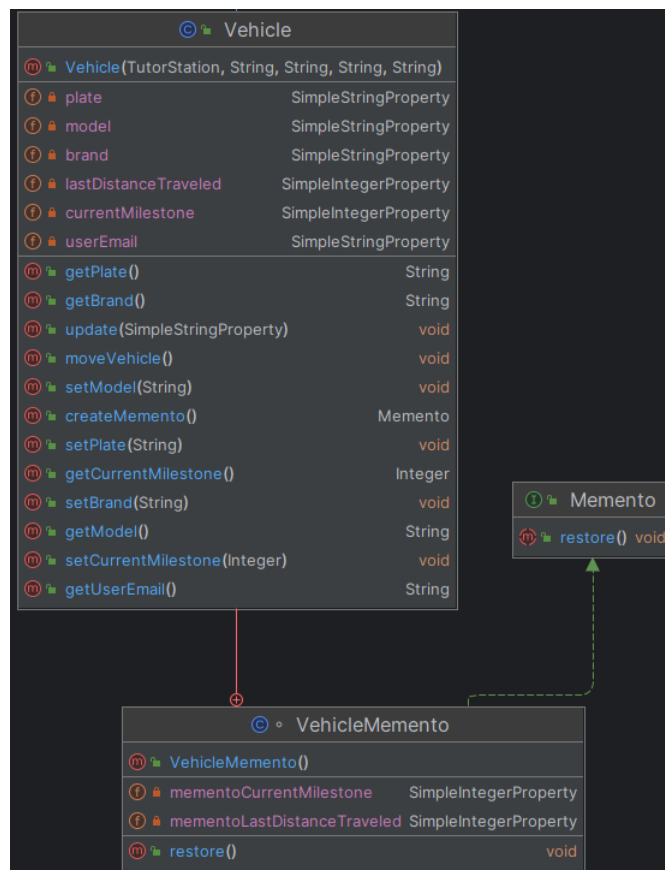 Vehicle
Vehicle(TutorStation, String, String, String, String)
plate SimpleStringProperty
model SimpleStringProperty
brand SimpleStringProperty
lastDistanceTraveled SimpleIntegerProperty
currentMilestone SimpleIntegerProperty
userEmail SimpleStringProperty
getPlate() String
getBrand() String
update(SimpleStringProperty) void
moveVehicle() void
setModel(String) void
createMemento() Memento
setPlate(String) void
getCurrentMilestone() Integer
setBrand(String) void
getModel() String
setCurrentMilestone(Integer) void
getUserEmail() String
Memento
restore() void
VehicleMemento
VehicleMemento()
mementoCurrentMilestone SimpleIntegerProperty
mementoLastDistanceTraveled SimpleIntegerProperty
restore() void